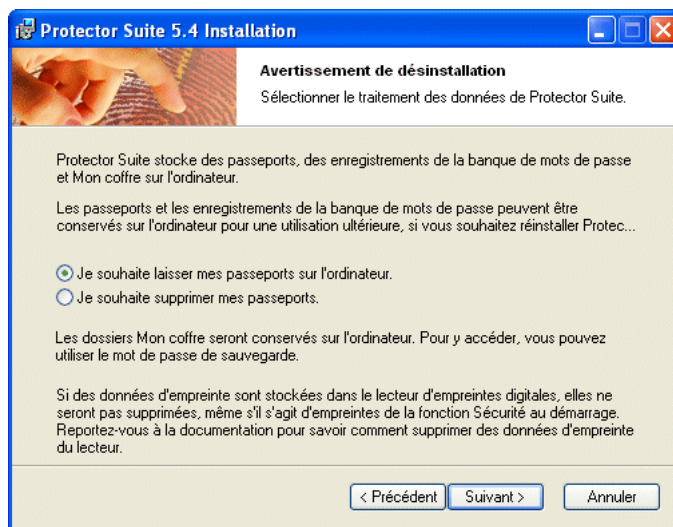 Protector Suite 5.4 Installation
Avertissement de désinstallation
Sélectionner le traitement des données de Protector Suite.
Protector Suite stocke des passeports, des enregistrements de la banque de mots de passe
et Mon coffre sur l'ordinateur.
Les passeports et les enregistrements de la banque de mots de passe peuvent être
conservés sur l'ordinateur pour une utilisation ultérieure, si vous souhaitez réinstaller Protec...
Je souhaite laisser mes passeports sur l'ordinateur.
Je souhaite supprimer mes passeports.
Les dossiers Mon coffre seront conservés sur l'ordinateur. Pour y accéder, vous pouvez
utiliser le mot de passe de sauvegarde.
Si des données d'empreinte sont stockées dans le lecteur d'empreintes digitales, elles ne
seront pas supprimées, même s'il s'agit d'empreintes de la fonction Sécurité au démarrage.
Reportez-vous à la documentation pour savoir comment supprimer des données d'empreinte
du lecteur.
< Précédent Suivant > Annuler